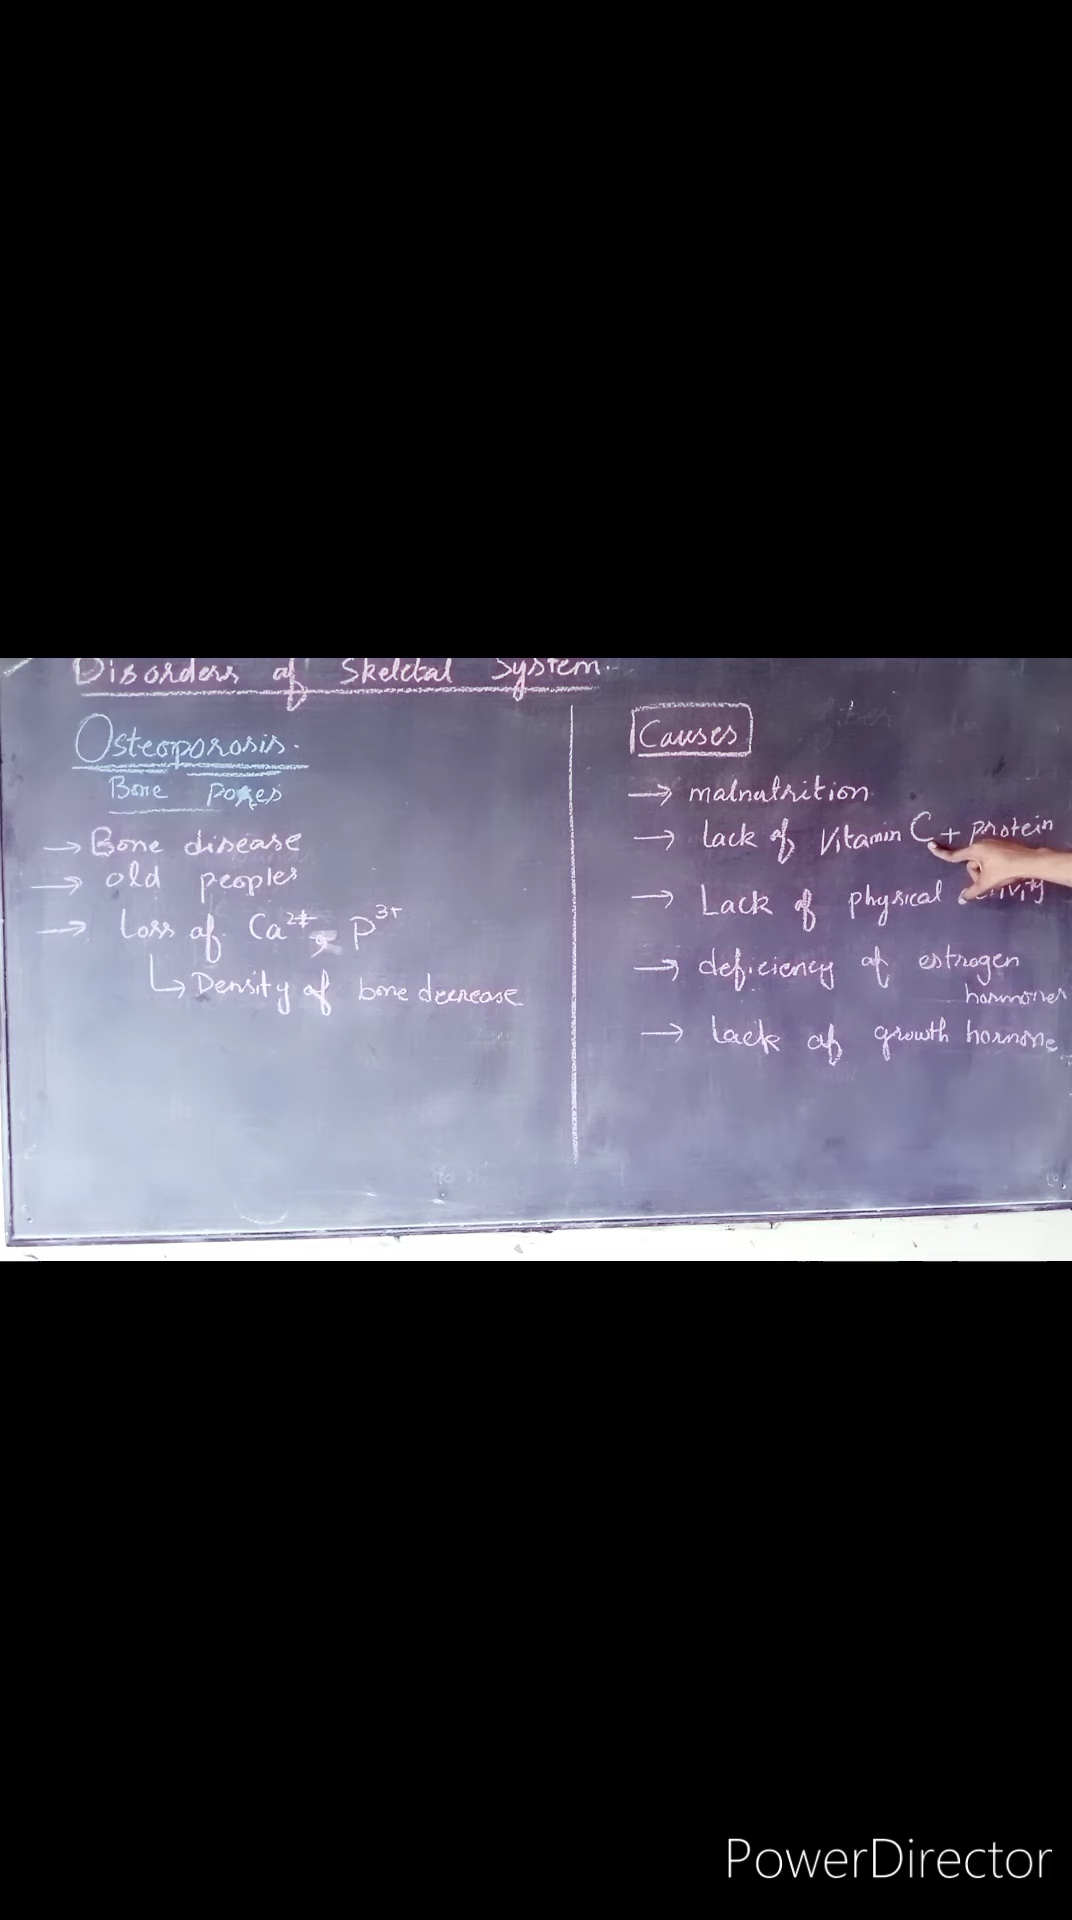 Disorders of Skeletal System.
Osteoporosis.
Bone pores
→ Bone disease
→ old peoples
→ Loss of Ca²⁺, P³⁺
↳ Density of bone decrease
Causes
→ malnutrition
→ lack of Vitamin C + protein
→ Lack of physical
→ deficiency of estrogen
hormones
→ lack of growth hormone
PowerDirector